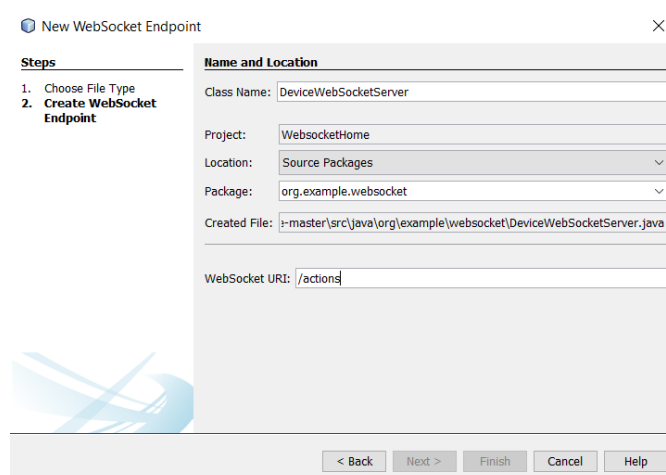 New WebSocket Endpoint
Steps
1. Choose File Type
2. Create WebSocket
Endpoint
Name and Location
Class Name: DeviceWebSocketServer
Project: WebsocketHome
Location: Source Packages
Package: org.example.websocket
Created File: e-master\src\java\org\example\websocket\DeviceWebSocketServer.java
WebSocket URI: /actions
< Back Next > Finish Cancel Help